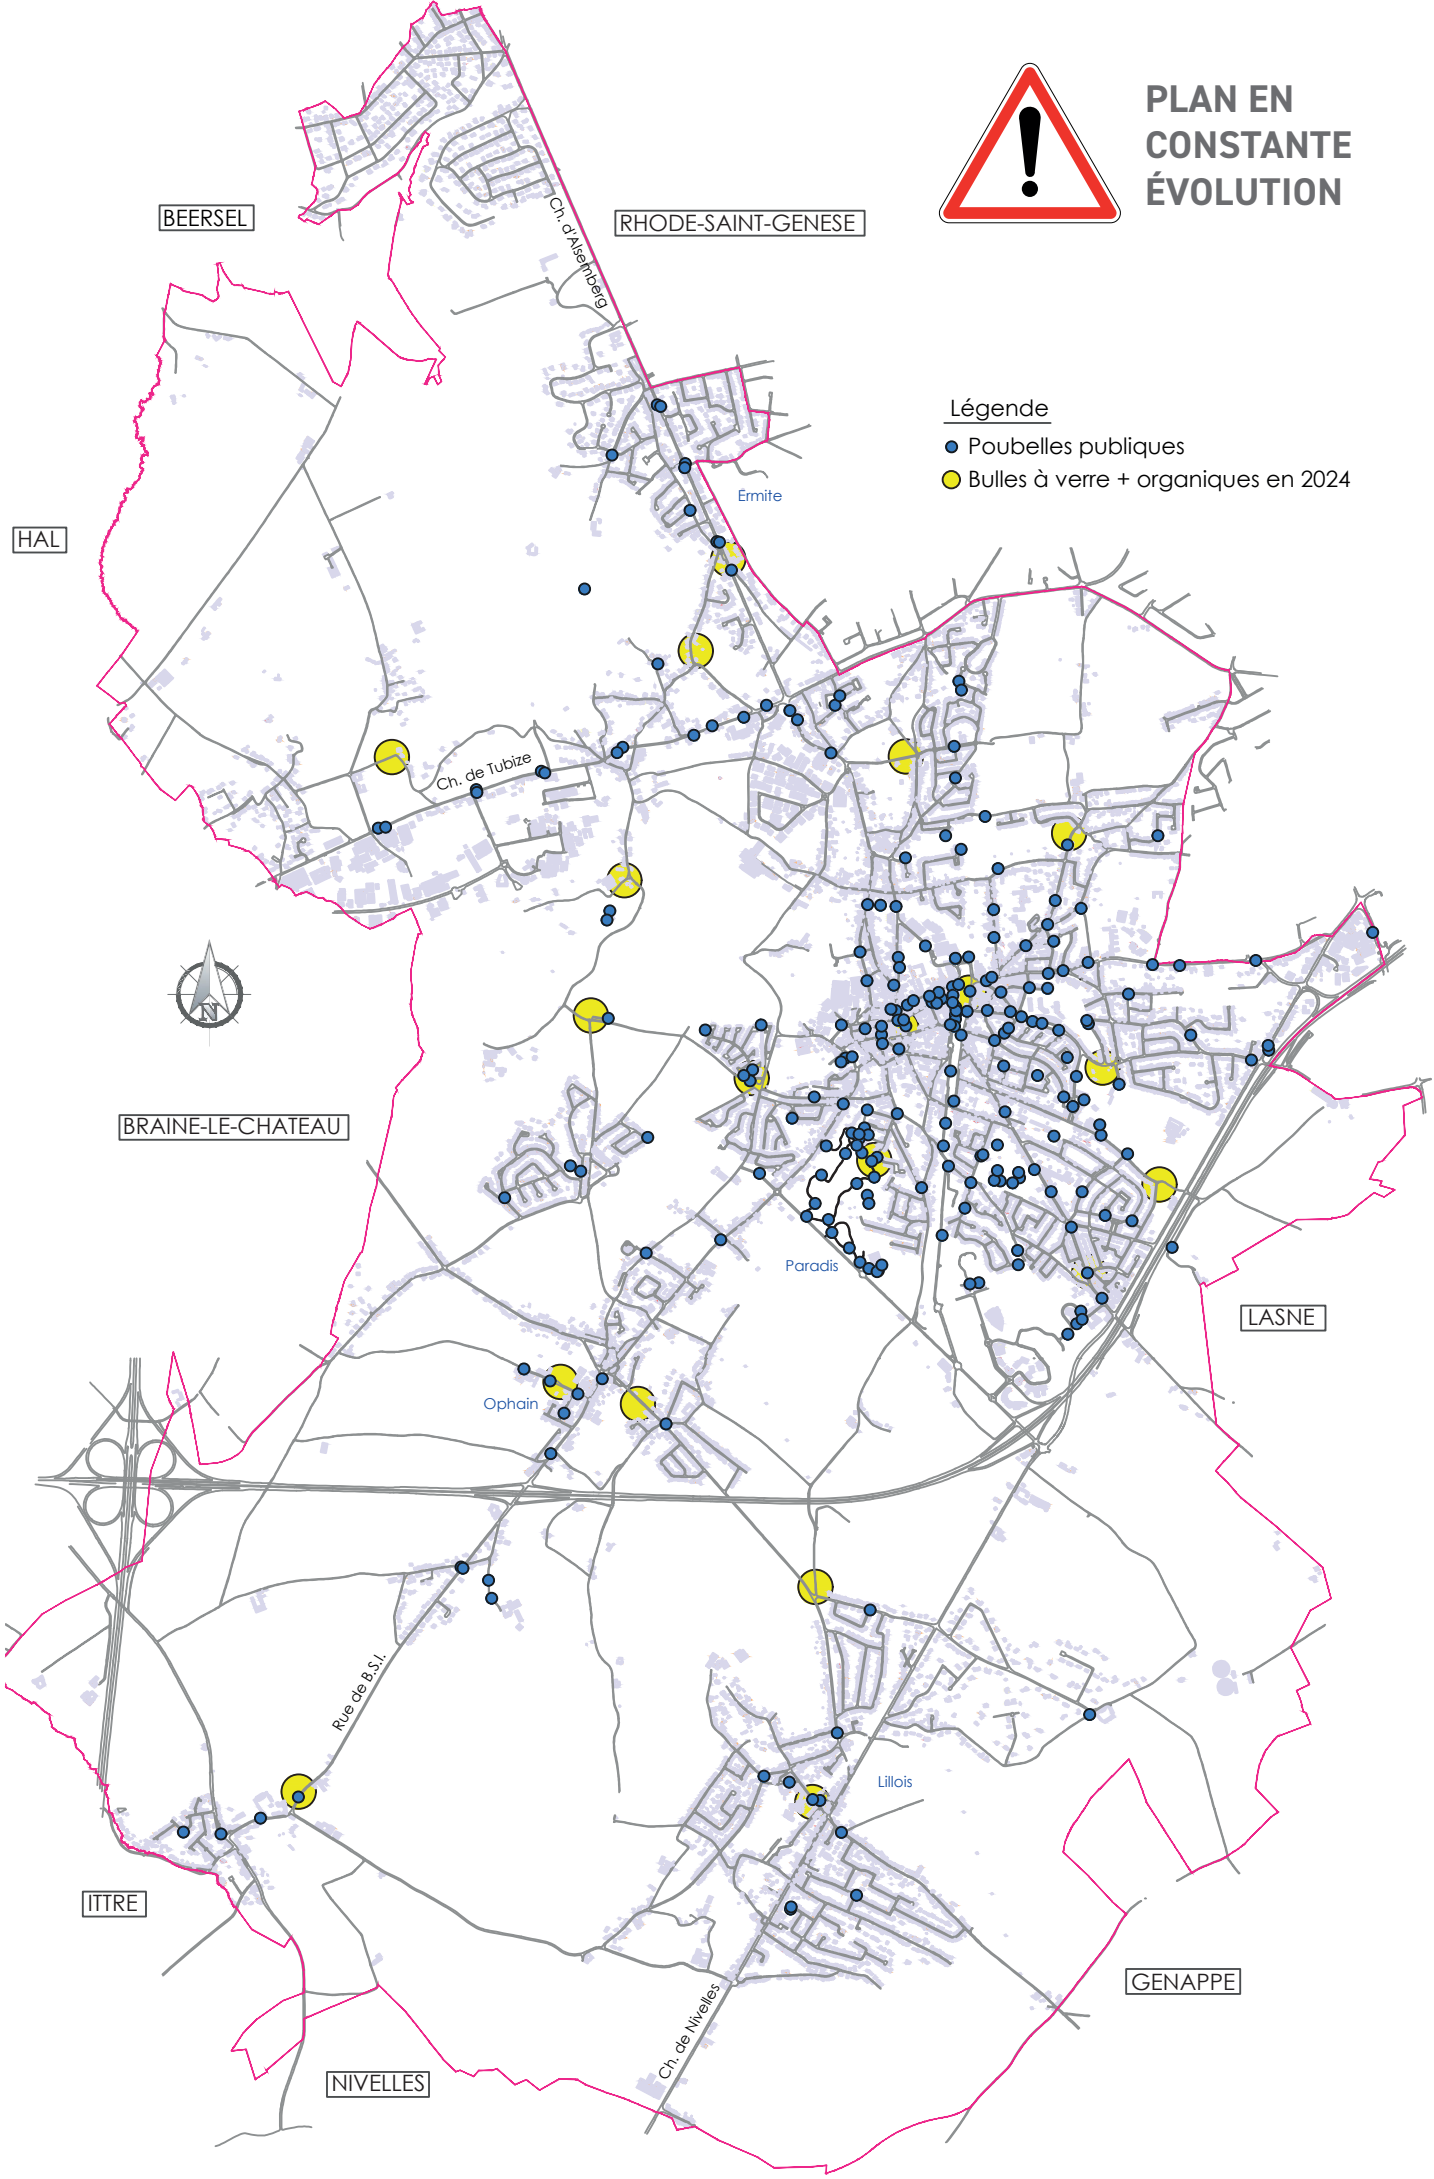 PLAN EN
CONSTANTE
ÉVOLUTION
BEERSEL
RHODE-SAINT-GENESE
Ch. d'Alsemberg
Légende
Poubelles publiques
Bulles à verre + organiques en 2024
Ermite
HAL
Ch. de Tubize
N
BRAINE-LE-CHATEAU
Paradis
LASNE
Ophain
Rue de B.S.I.
Lillois
ITTRE
GENAPPE
Ch. de Nivelles
NIVELLES